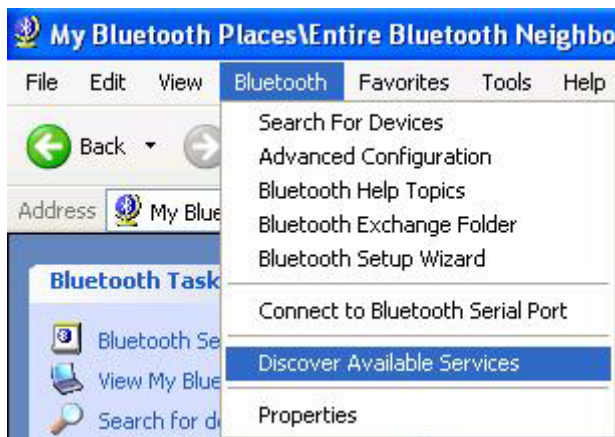 My Bluetooth Places\Entire Bluetooth Neighbo
File Edit View Bluetooth Favorites Tools Help
Search For Devices
Back
Advanced Configuration
Bluetooth Help Topics
Address My Blue
Bluetooth Exchange Folder
Bluetooth Setup Wizard
Bluetooth Task
Connect to Bluetooth Serial Port
Bluetooth Se
Discover Available Services
View My Blue
Search for d
Properties